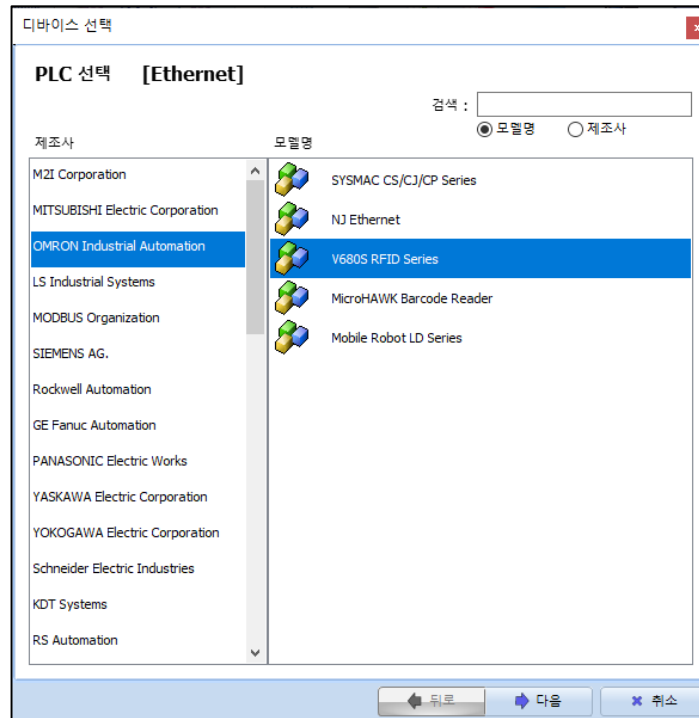 디바이스 선택
PLC 선택 [Ethernet]
검색 :
모델명 제조사
제조사
모델명
M2I Corporation
MITSUBISHI Electric Corporation
OMRON Industrial Automation
LS Industrial Systems
MODBUS Organization
SIEMENS AG.
Rockwell Automation
GE Fanuc Automation
PANASONIC Electric Works
YASKAWA Electric Corporation
YOKOGAWA Electric Corporation
Schneider Electric Industries
KDT Systems
RS Automation
SYSMAC CS/CJ/CP Series
NJ Ethernet
V680S RFID Series
MicroHAWK Barcode Reader
Mobile Robot LD Series
뒤로 다음 취소